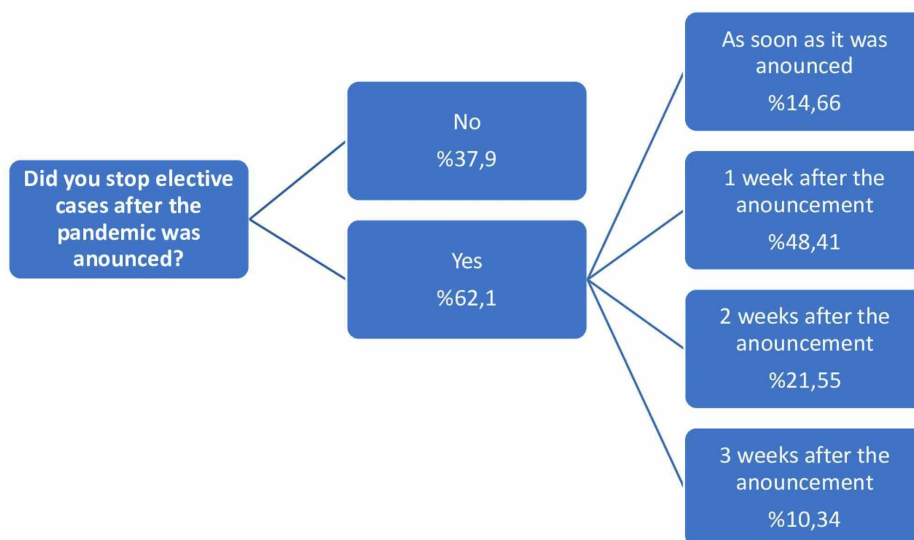 Did you stop elective
cases after the
pandemic was
anounced?
No
%37,9
Yes
%62,1
As soon as it was
anounced
%14,66
1 week after the
anouncement
%48,41
2 weeks after the
anouncement
%21,55
3 weeks after the
anouncement
%10,34